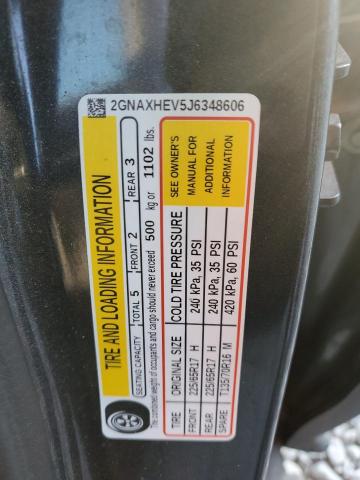 2GNAXHEV5J6348606
TIRE AND LOADING INFORMATION
SEATING CAPACITY TOTAL 5 FRONT 2 REAR 3
The combined weight of occupants and cargo should never exceed 500 kg or 1102 lbs.
TIRE ORIGINAL SIZE COLD TIRE PRESSURE SEE OWNER'S
FRONT 225/65R17 H 240 kPa, 35 PSI MANUAL FOR
REAR 225/65R17 H 240 kPa, 35 PSI ADDITIONAL
SPARE T135/70R16 M 420 kPa, 60 PSI INFORMATION